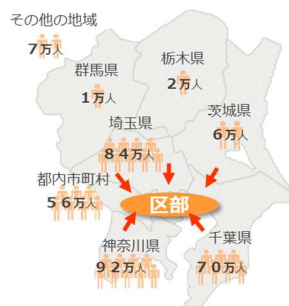 その他の地域
7万人
栃木県
2万人
群馬県
1万人
茨城県
6万人
埼玉県
84万人
都内市町村
56万人
区部
神奈川県
92万人
千葉県
70万人